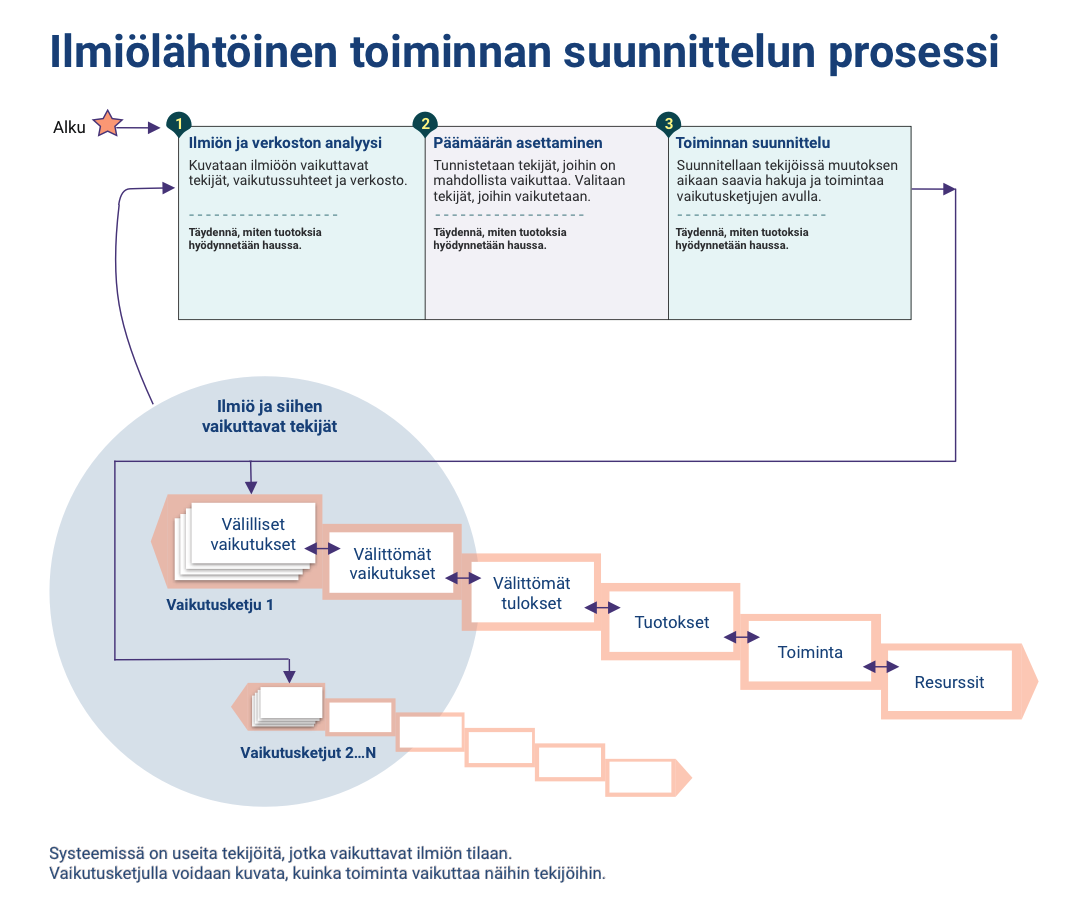 Ilmiölähtöinen toiminnan suunnittelun prosessi
Alku
1
Ilmiön ja verkoston analyysi
Kuvataan ilmiöön vaikuttavat
tekijät, vaikutussuhteet ja verkosto.
Täydennä, miten tuotoksia
hyödynnetään haussa.
2
Päämäärän asettaminen
Tunnistetaan tekijät, joihin on
mahdollista vaikuttaa. Valitaan
tekijät, joihin vaikutetaan.
Täydennä, miten tuotoksia
hyödynnetään haussa.
3
Toiminnan suunnittelu
Suunnitellaan tekijöissä muutoksen
aikaan saavia hakuja ja toimintaa
vaikutusketjujen avulla.
Täydennä, miten tuotoksia
hyödynnetään haussa.
Ilmiö ja siihen
vaikuttavat tekijät
Välilliset
vaikutukset
Välittömät
vaikutukset
Välittömät
tulokset
Tuotokset
Toiminta
Resurssit
Vaikutusketju 1
Vaikutusketjut 2...N
Systeemissä on useita tekijöitä, jotka vaikuttavat ilmiön tilaan.
Vaikutusketjulla voidaan kuvata, kuinka toiminta vaikuttaa näihin tekijöihin.